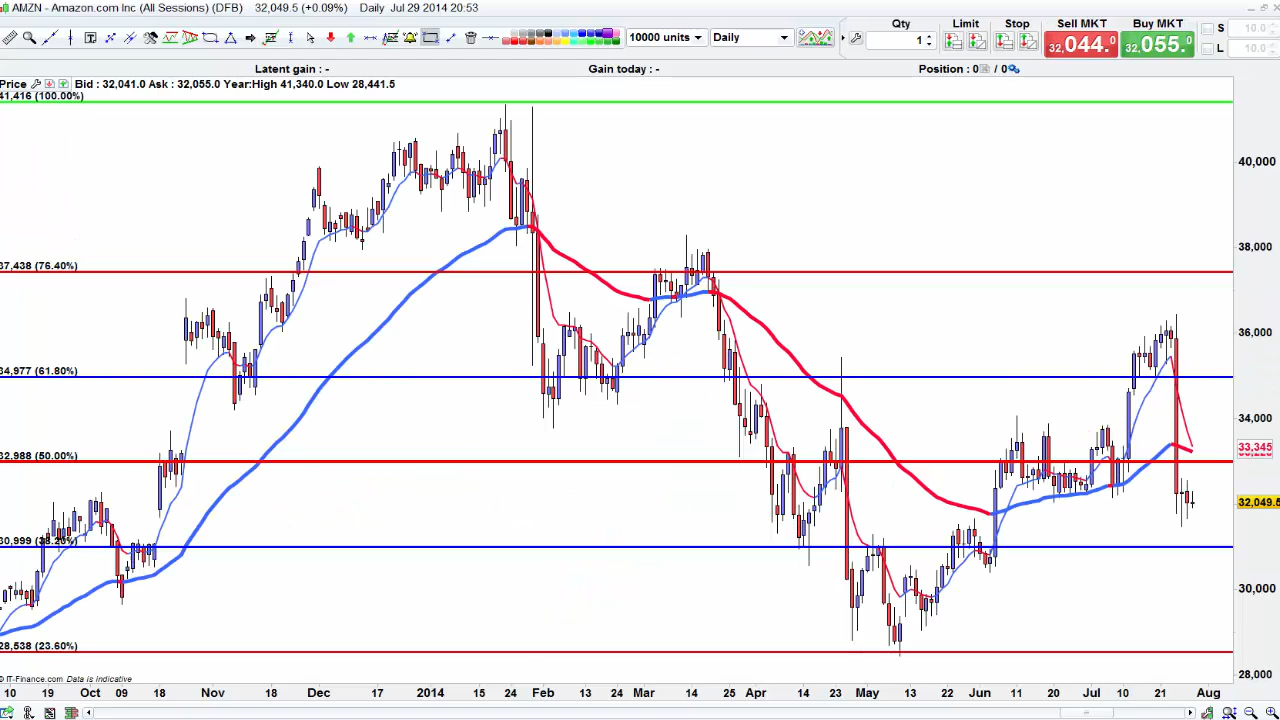 AMZN - Amazon.com Inc (All Sessions) (DFB) 32,049.5 (+0.09%) Daily Jul 29 2014 20:53
10000 units Daily Qty 1 Limit Stop Sell MKT 32,044.0 Buy MKT 32,055.0 S 10.0
L 10.0
Latent gain : - Gain today : - Position : 0 / 0
Price Bid : 32,041.0 Ask : 32,055.0 Year:High 41,340.0 Low 28,441.5
41,416 (100.00%)
40,000
38,000
37,438 (76.40%)
36,000
34,977 (61.80%)
34,000
33,345
32,988 (50.00%)
32,049.5
30,999 (38.20%)
30,000
28,538 (23.60%)
28,000
© IT-Finance.com Data is indicative
10 19 Oct 09 18 Nov 18 Dec 17 2014 15 24 Feb 13 24 Mar 14 25 Apr 14 23 May 13 22 Jun 11 20 Jul 10 21 Aug